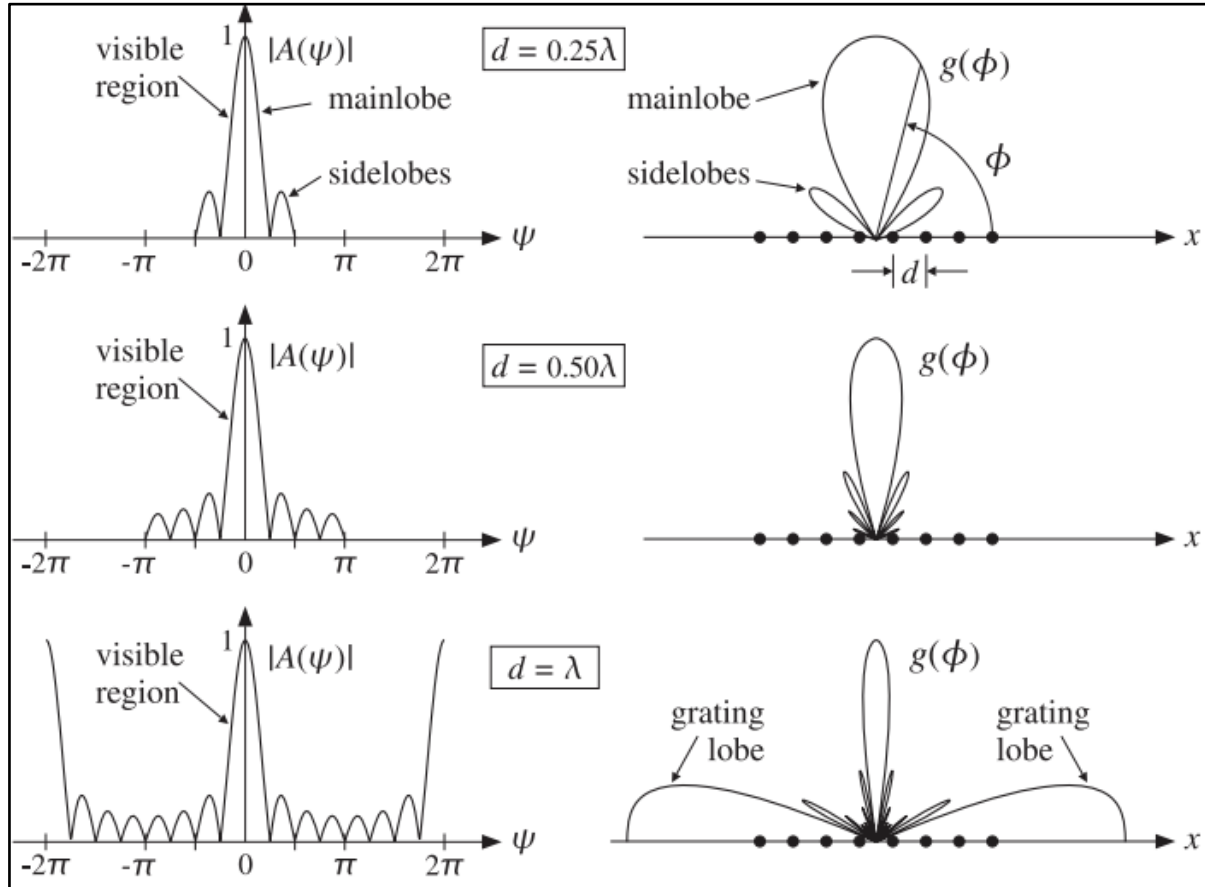 1
|A(ψ)|
visible
region
mainlobe
sidelobes
-2π
-π
0
π
2π
ψ
d = 0.25λ
mainlobe
sidelobes
g(ϕ)
ϕ
d
x
1
|A(ψ)|
visible
region
-2π
-π
0
π
2π
ψ
d = 0.50λ
g(ϕ)
x
1
|A(ψ)|
visible
region
-2π
-π
0
π
2π
ψ
d = λ
g(ϕ)
grating
lobe
grating
lobe
x